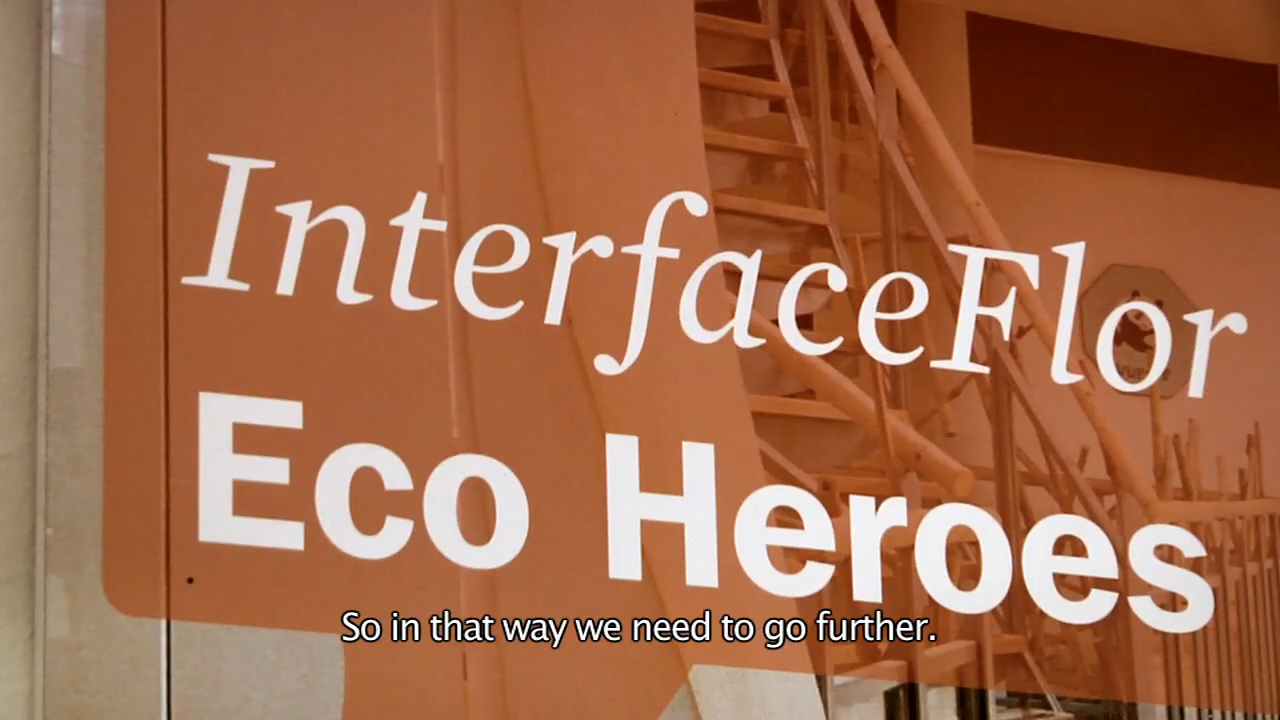 InterfaceFlor
Eco Heroes
So in that way we need to go further.